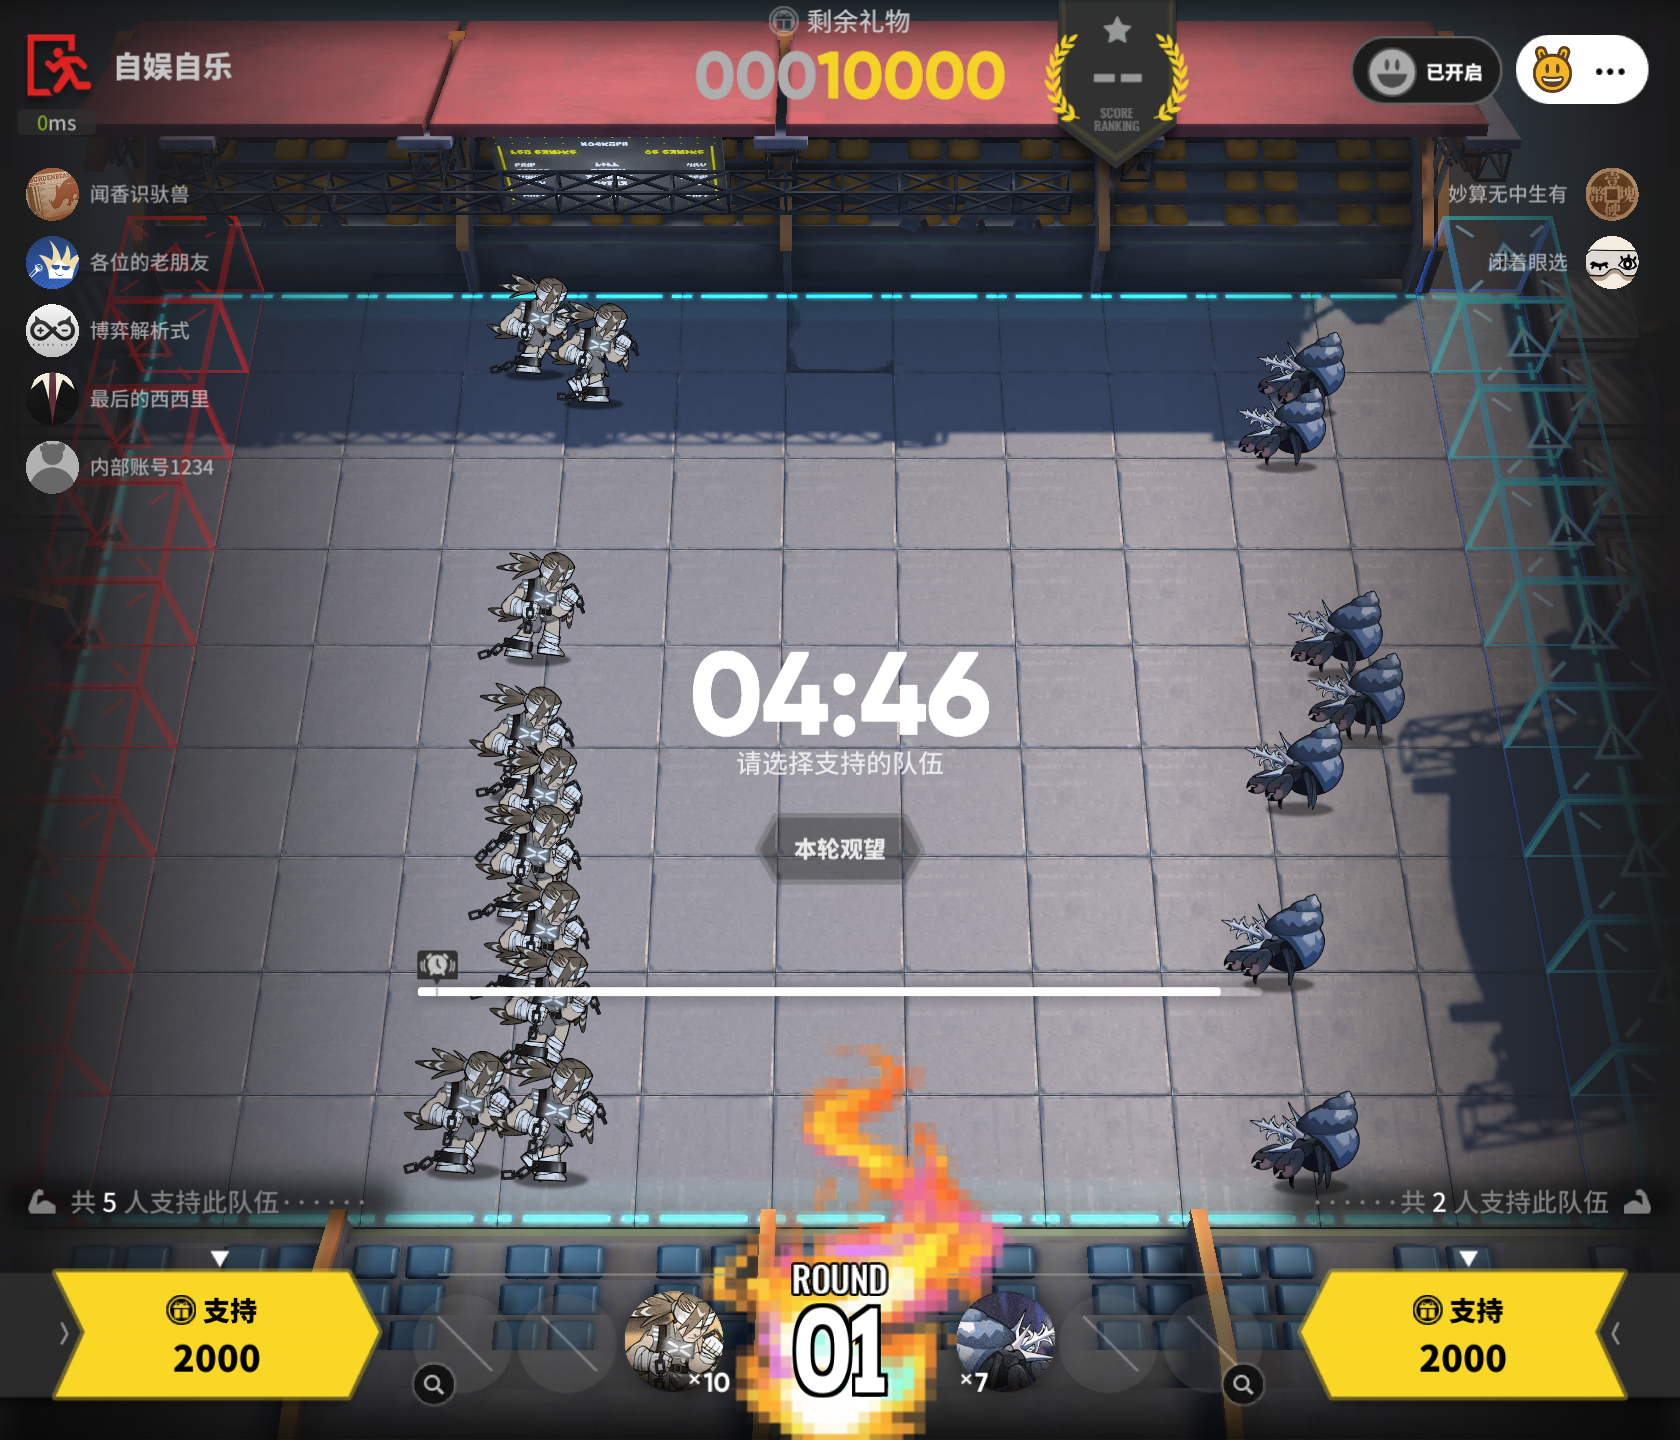 剩余礼物
00010000
自娱自乐
0ms
SCORE
RANKING
已开启
闻香识驮兽
各位的老朋友
博弈解析式
最后的西西里
内部账号1234
妙算无中生有
闭着眼选
04:46
请选择支持的队伍
本轮观望
共 5 人支持此队伍······
······共 2 人支持此队伍
支持
2000
×10
ROUND
01
×7
支持
2000